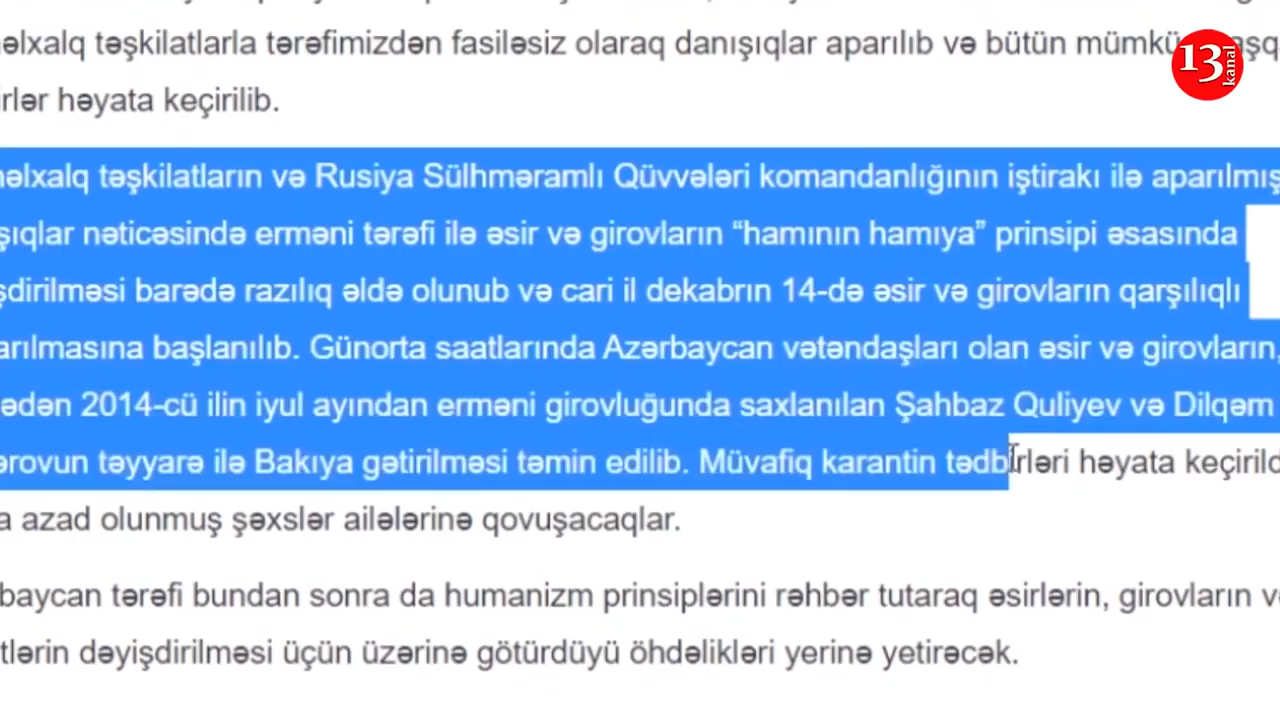 əlxalq təşkilatlarla tərəfimizdən fasiləsiz olaraq danışıqlar aparılıb və bütün
irlər həyata keçirilib.
əlxalq təşkilatların və Rusiya Sülhməramlı Qüvvələri komandanlığının iştirakı ilə aparılmış
şıqlar nəticəsində erməni tərəfi ilə əsir və girovların “hamının hamıya” prinsipi əsasında
şdirilməsi barədə razılıq əldə olunub və cari il dekabrın 14-də əsir və girovların qarşılıqlı
arılmasına başlanılıb. Günorta saatlarında Azərbaycan vətəndaşları olan əsir və girovların,
ədən 2014-cü ilin iyul ayından erməni girovluğunda saxlanılan Şahbaz Quliyev və Dilqəm
ərovun təyyarə ilə Bakıya gətirilməsi təmin edilib. Müvafiq karantin tədbirləri həyata keçirild
a azad olunmuş şəxslər ailələrinə qovuşacaqlar.
baycan tərəfi bundan sonra da humanizm prinsiplərini rəhbər tutaraq əsirlərin, girovların və
tlərin dəyişdirilməsi üçün üzərinə götürdüyü öhdəlikləri yerinə yetirəcək.
13 kanal